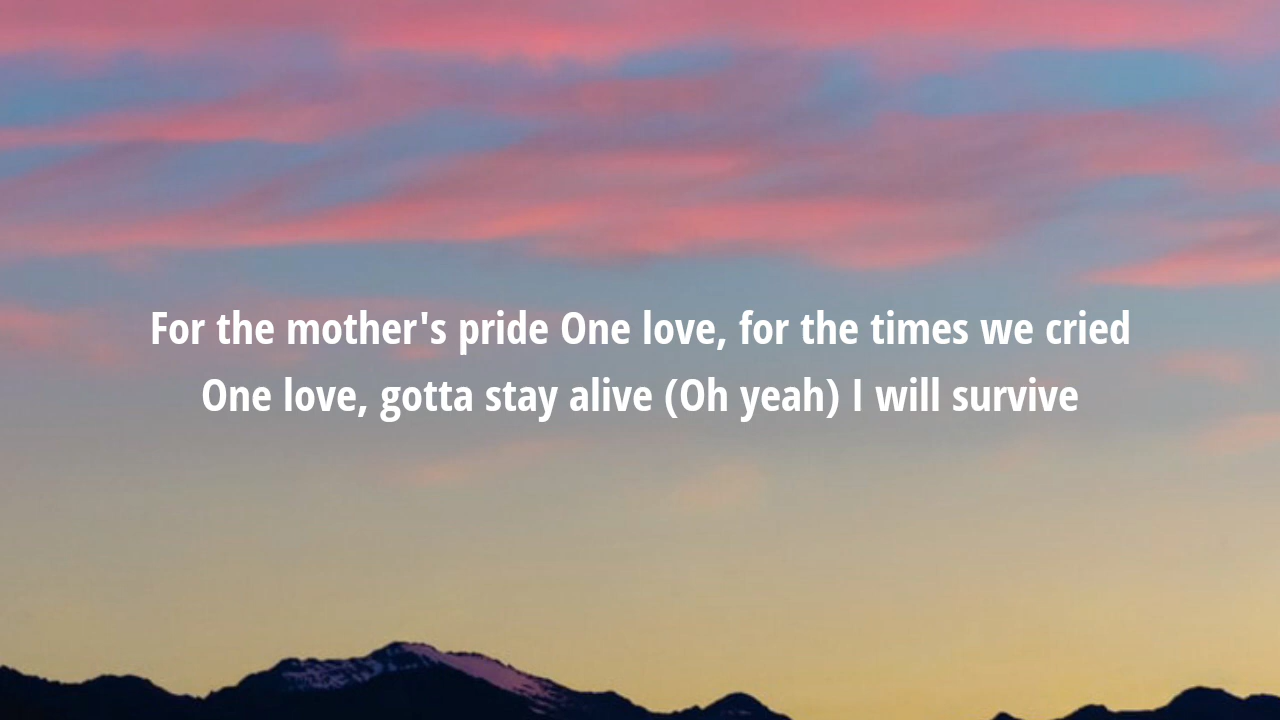 For the mother's pride One love, for the times we cried
One love, gotta stay alive (Oh yeah) I will survive